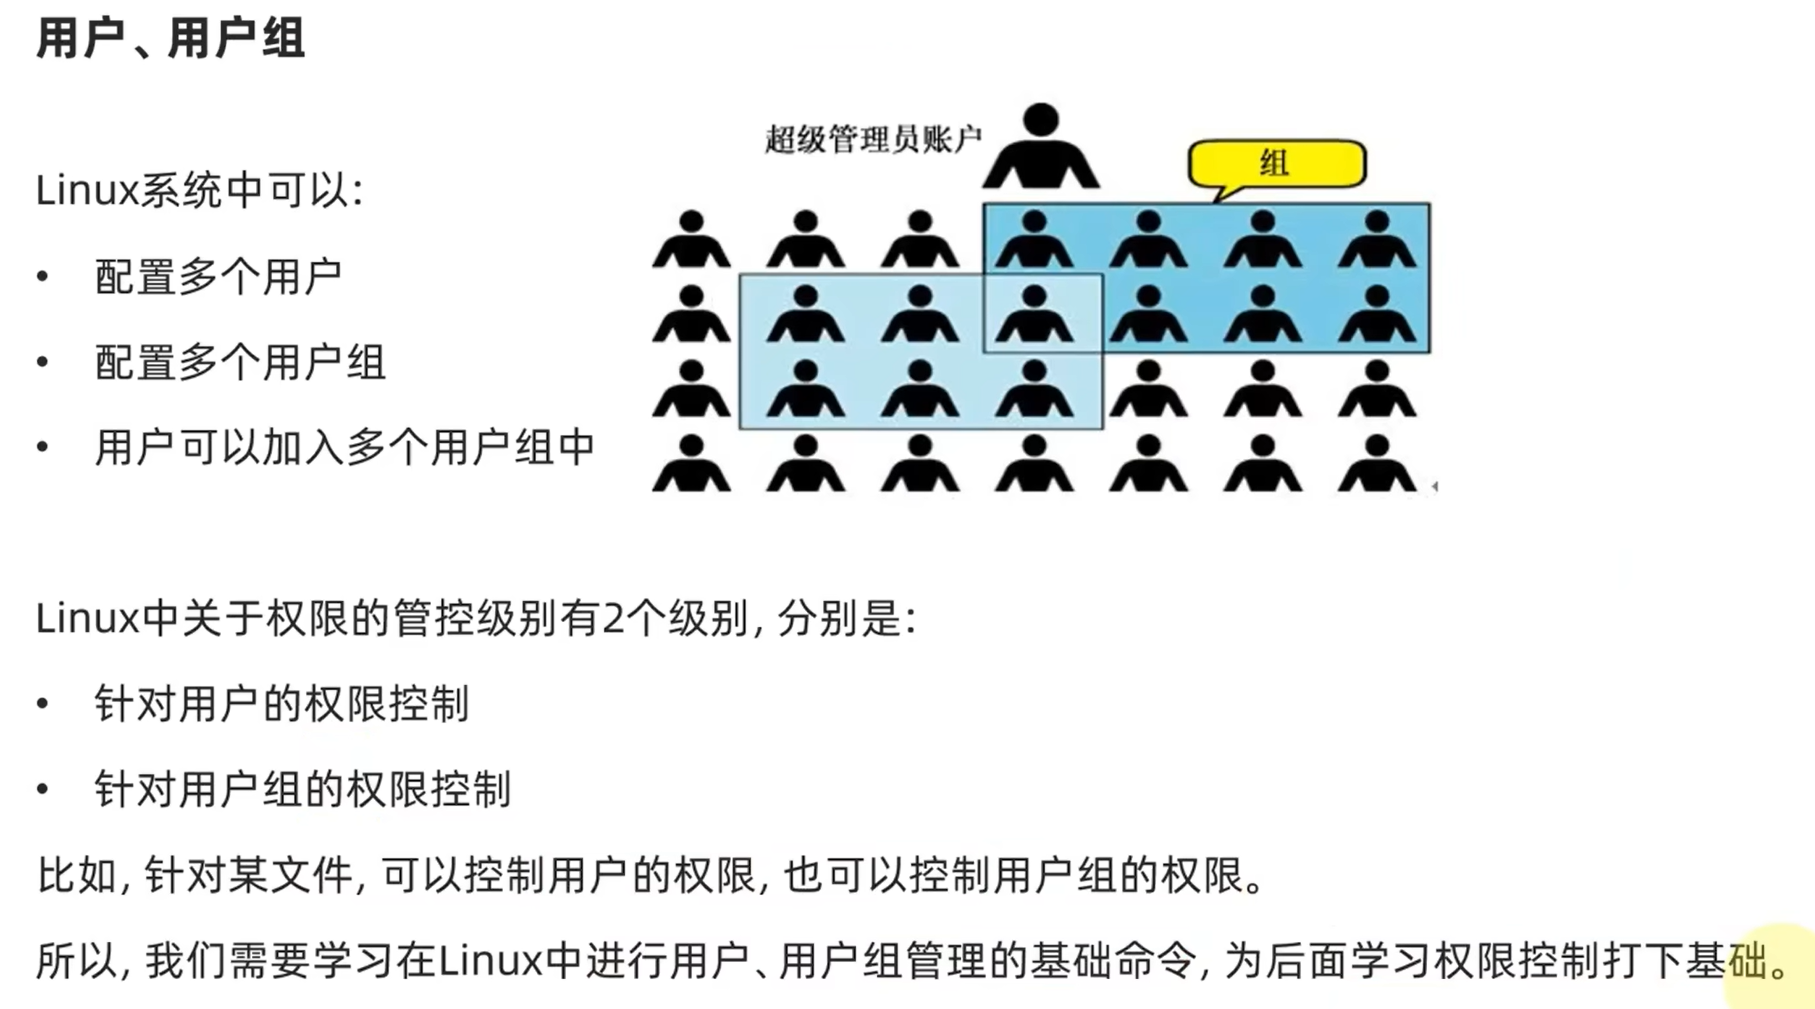 用户、用户组
超级管理员账户
组
Linux系统中可以：
• 配置多个用户
• 配置多个用户组
• 用户可以加入多个用户组中
Linux中关于权限的管控级别有2个级别，分别是：
• 针对用户的权限控制
• 针对用户组的权限控制
比如，针对某文件，可以控制用户的权限，也可以控制用户组的权限。
所以，我们需要学习在Linux中进行用户、用户组管理的基础命令，为后面学习权限控制打下基础。